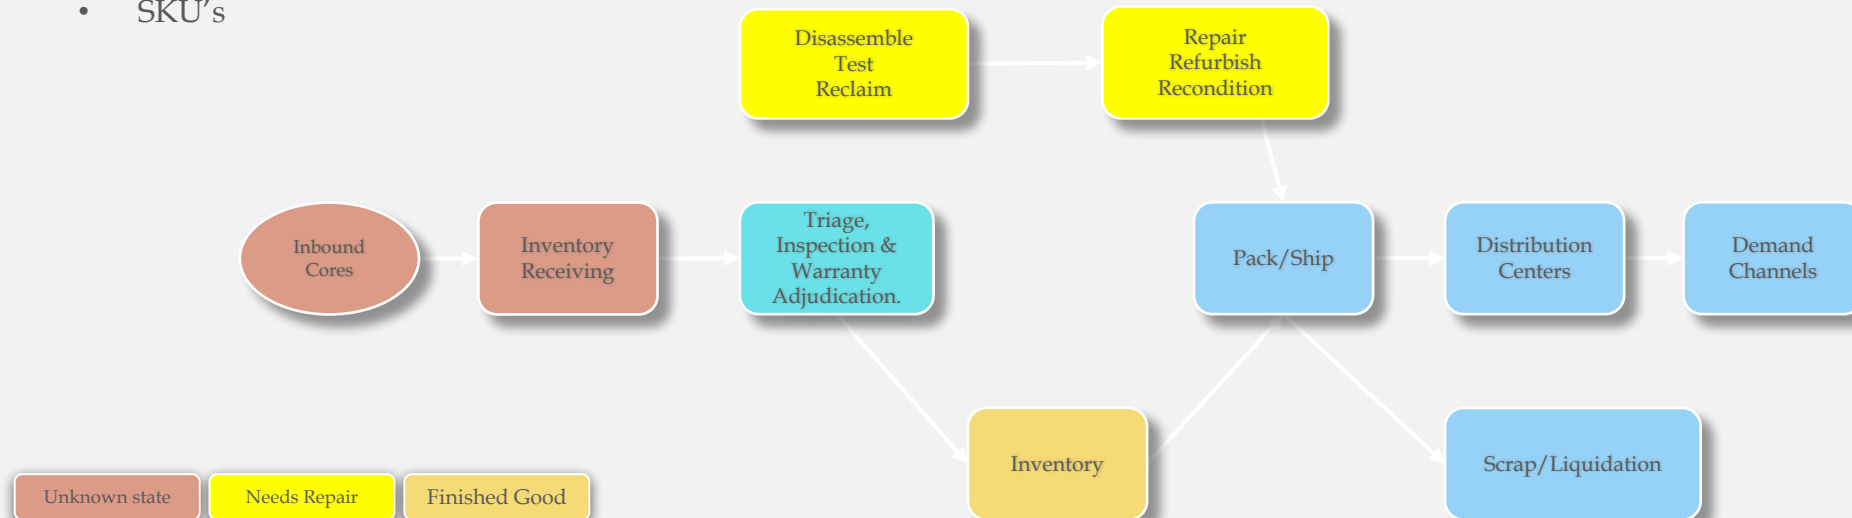 • SKU's
Disassemble
Test
Reclaim
Repair
Refurbish
Recondition
Inbound
Cores
Inventory
Receiving
Triage,
Inspection &
Warranty
Adjudication.
Pack/Ship
Distribution
Centers
Demand
Channels
Inventory
Scrap/Liquidation
Unknown state
Needs Repair
Finished Good